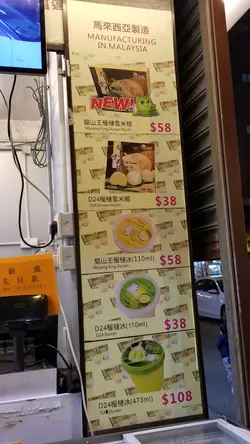 馬來西亞製造
MANUFACTURING
IN MALAYSIA
NEW!
貓山王榴槤雪米糍
Musang King Durian Mochi
$58
D24榴槤雪米糍
D24 Durian Mochi
$38
貓山王榴槤冰(110ml)
Musang King Durian
$58
D24榴槤冰(110ml)
D24 Durian
$38
D24榴槤冰(473ml)
D24 Durian
$108
先付款